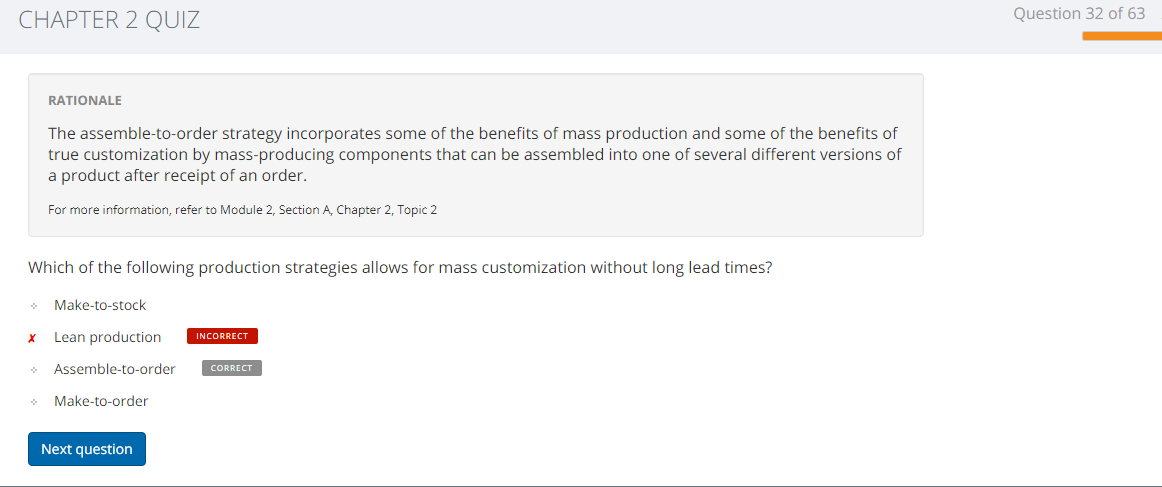 CHAPTER 2 QUIZ
Question 32 of 63
RATIONALE
The assemble-to-order strategy incorporates some of the benefits of mass production and some of the benefits of
true customization by mass-producing components that can be assembled into one of several different versions of
a product after receipt of an order.
For more information, refer to Module 2, Section A, Chapter 2, Topic 2
Which of the following production strategies allows for mass customization without long lead times?
Make-to-stock
✗ Lean production INCORRECT
Assemble-to-order CORRECT
Make-to-order
Next question